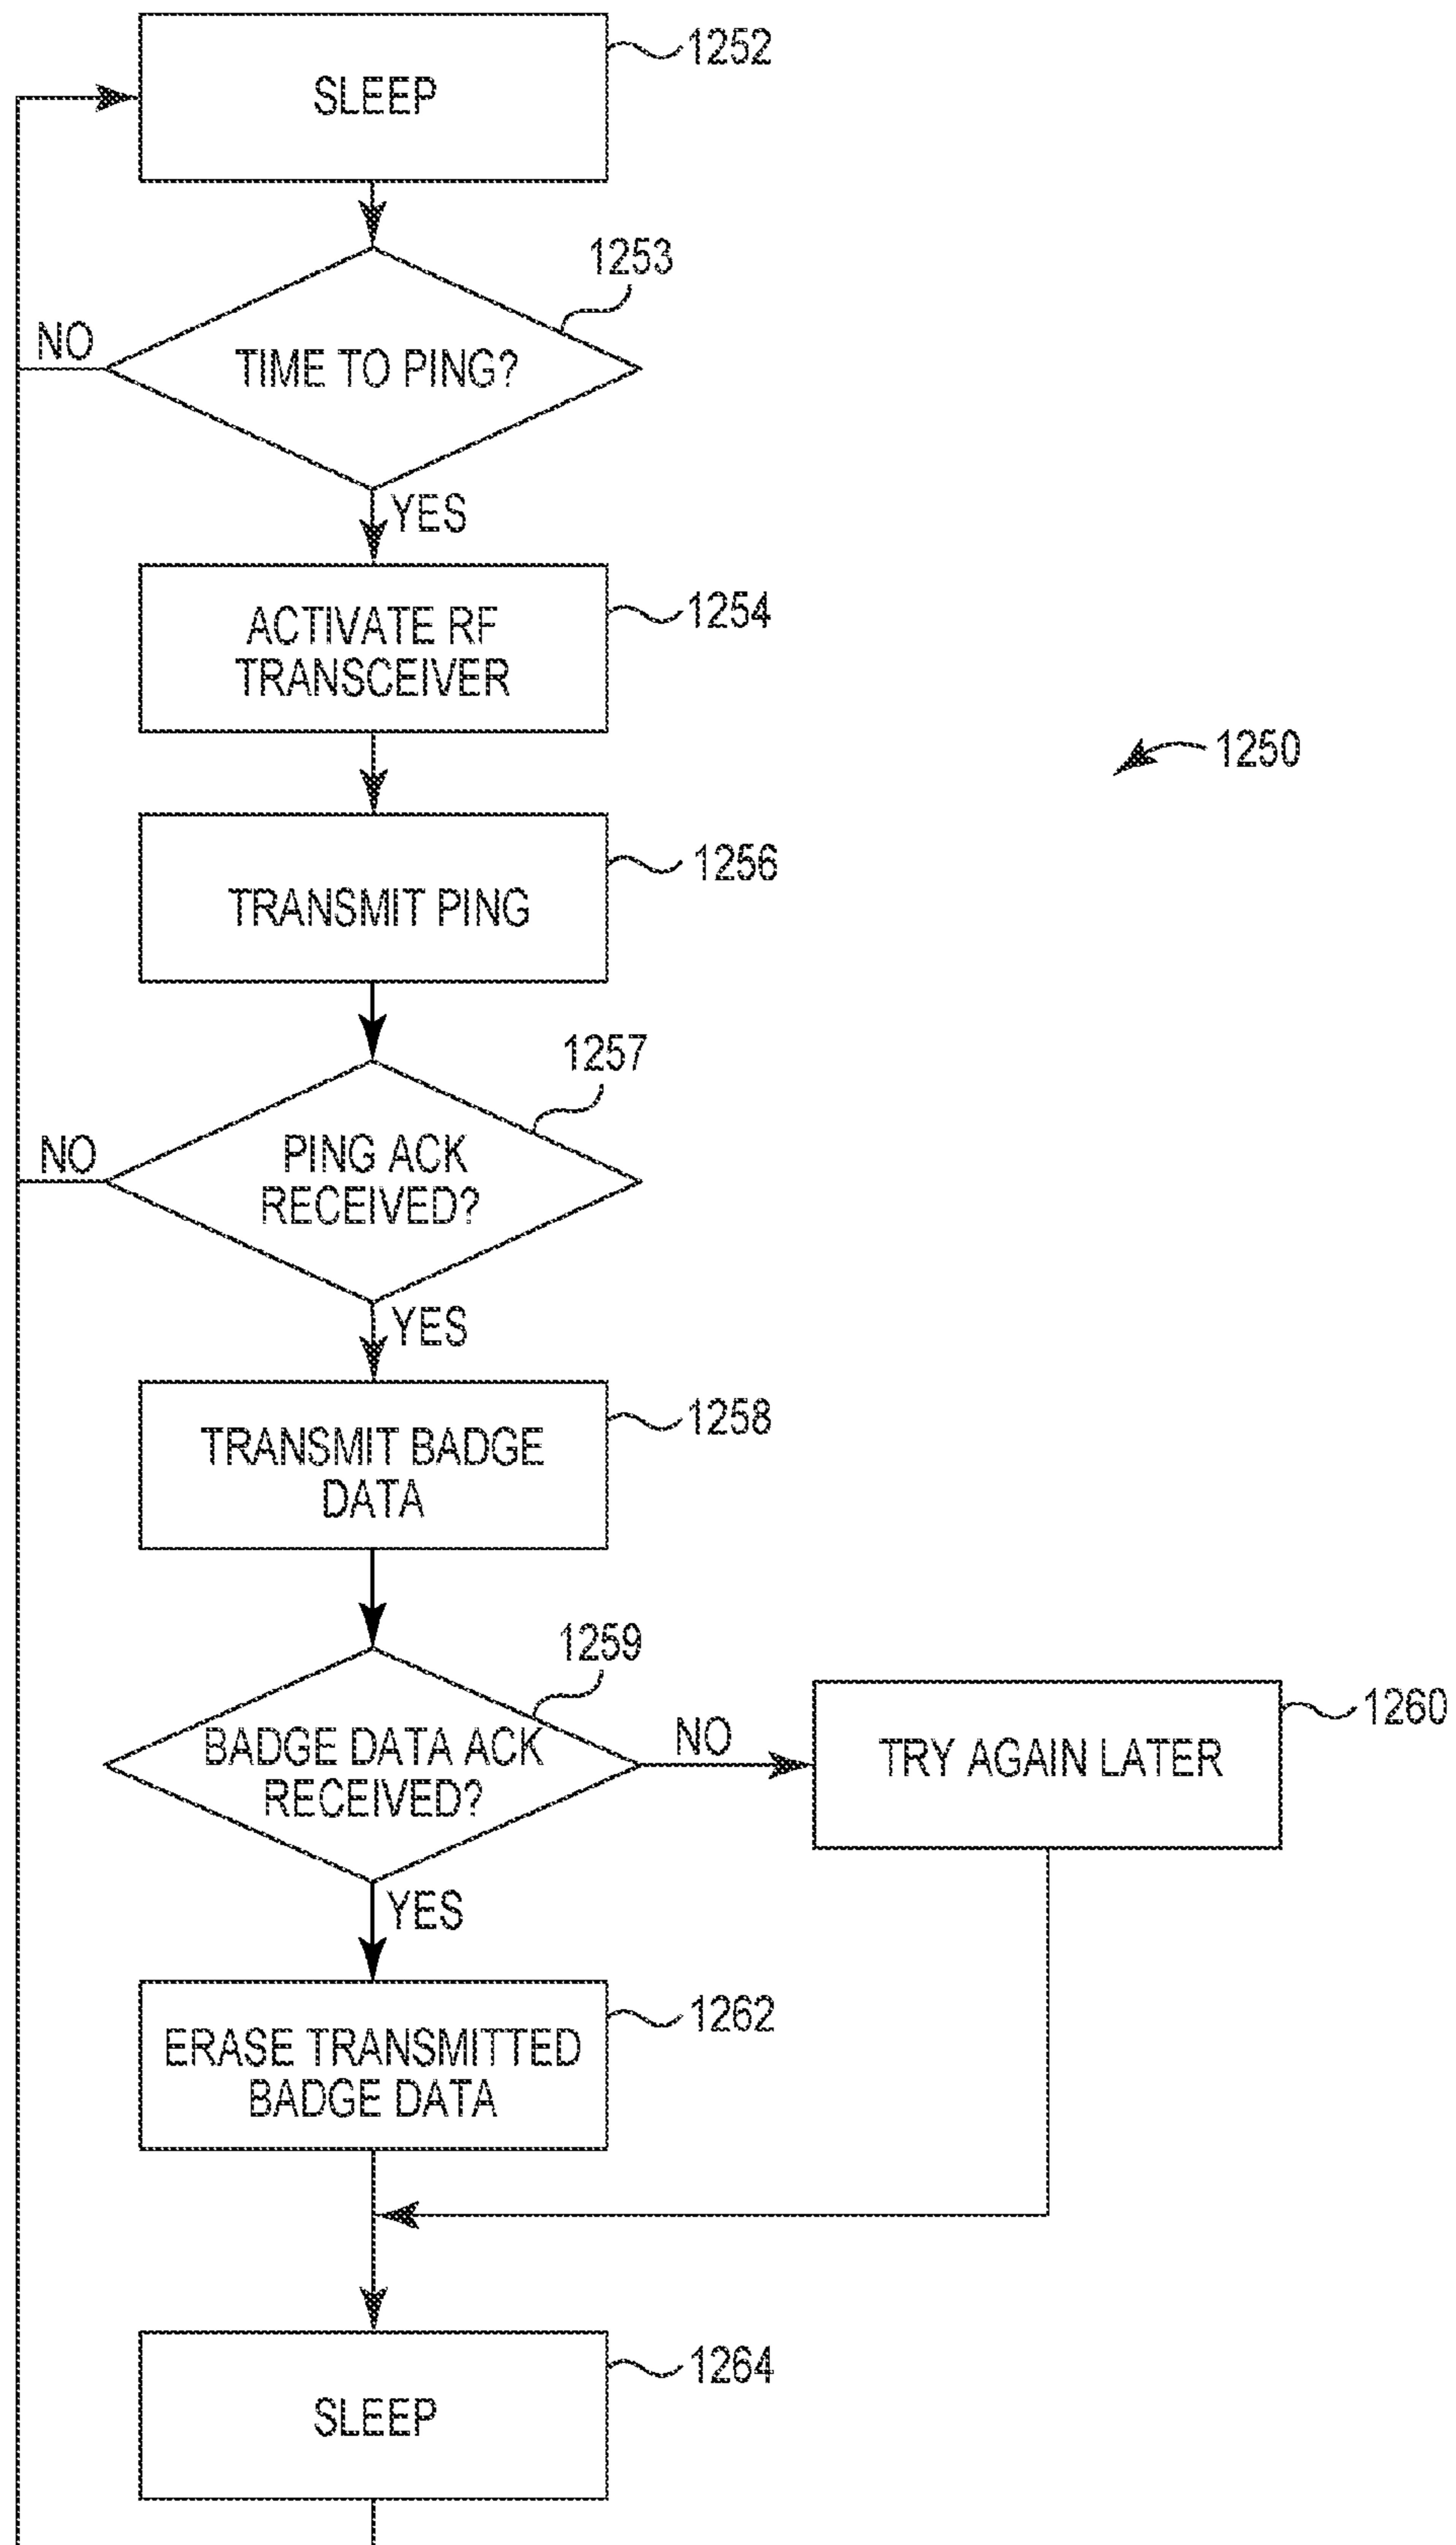 1252
SLEEP
1253
NO
TIME TO PING?
YES
1254
ACTIVATE RF
TRANSCEIVER
1250
1256
TRANSMIT PING
1257
NO
PING ACK
RECEIVED?
YES
1258
TRANSMIT BADGE
DATA
1259
BADGE DATA ACK
RECEIVED?
NO
1260
TRY AGAIN LATER
YES
1262
ERASE TRANSMITTED
BADGE DATA
1264
SLEEP